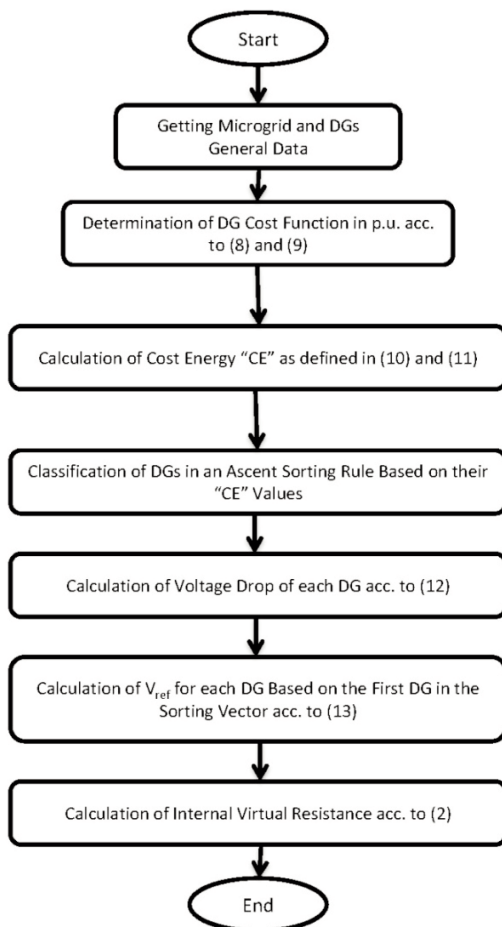 Start
Getting Microgrid and DGs
General Data
Determination of DG Cost Function in p.u. acc.
to (8) and (9)
Calculation of Cost Energy “CE” as defined in (10) and (11)
Classification of DGs in an Ascent Sorting Rule Based on their
“CE” Values
Calculation of Voltage Drop of each DG acc. to (12)
Calculation of Vref for each DG Based on the First DG in the
Sorting Vector acc. to (13)
Calculation of Internal Virtual Resistance acc. to (2)
End